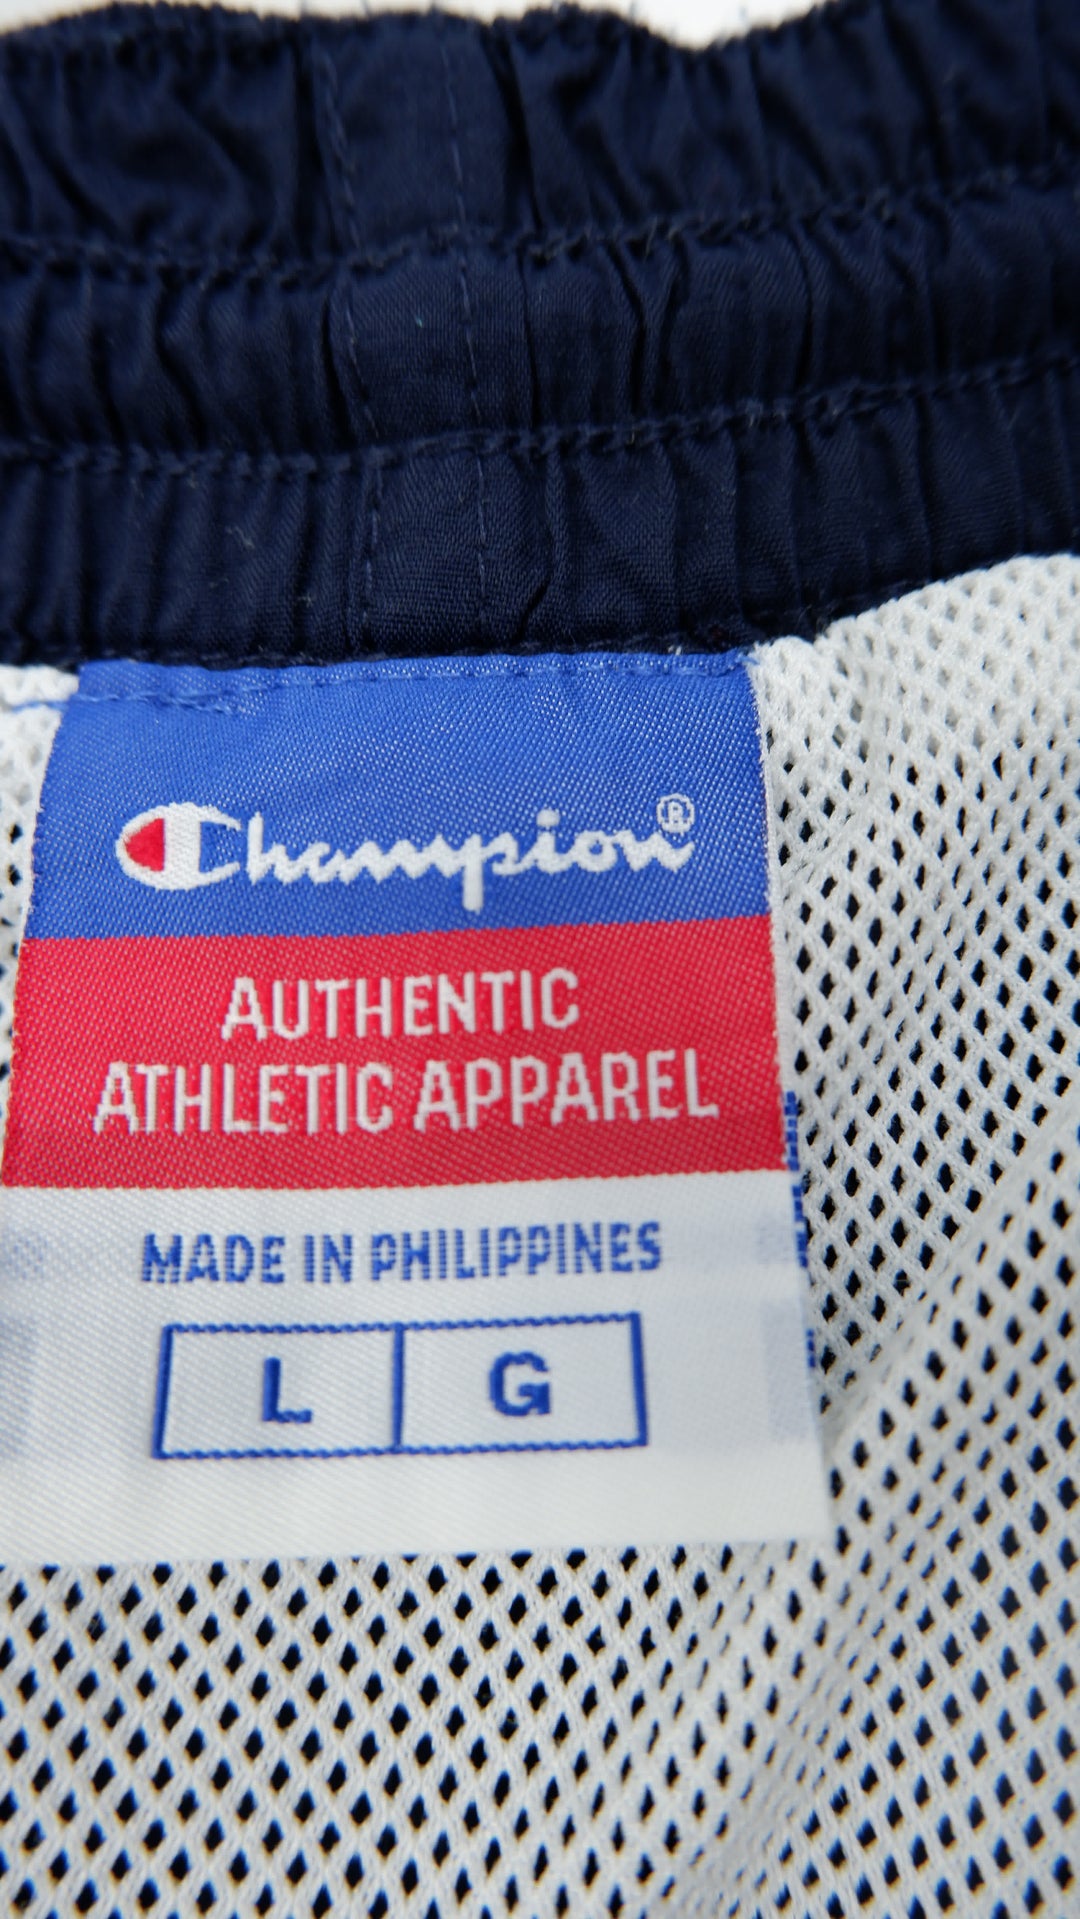 Champion®
AUTHENTIC
ATHLETIC APPAREL
MADE IN PHILIPPINES
L G